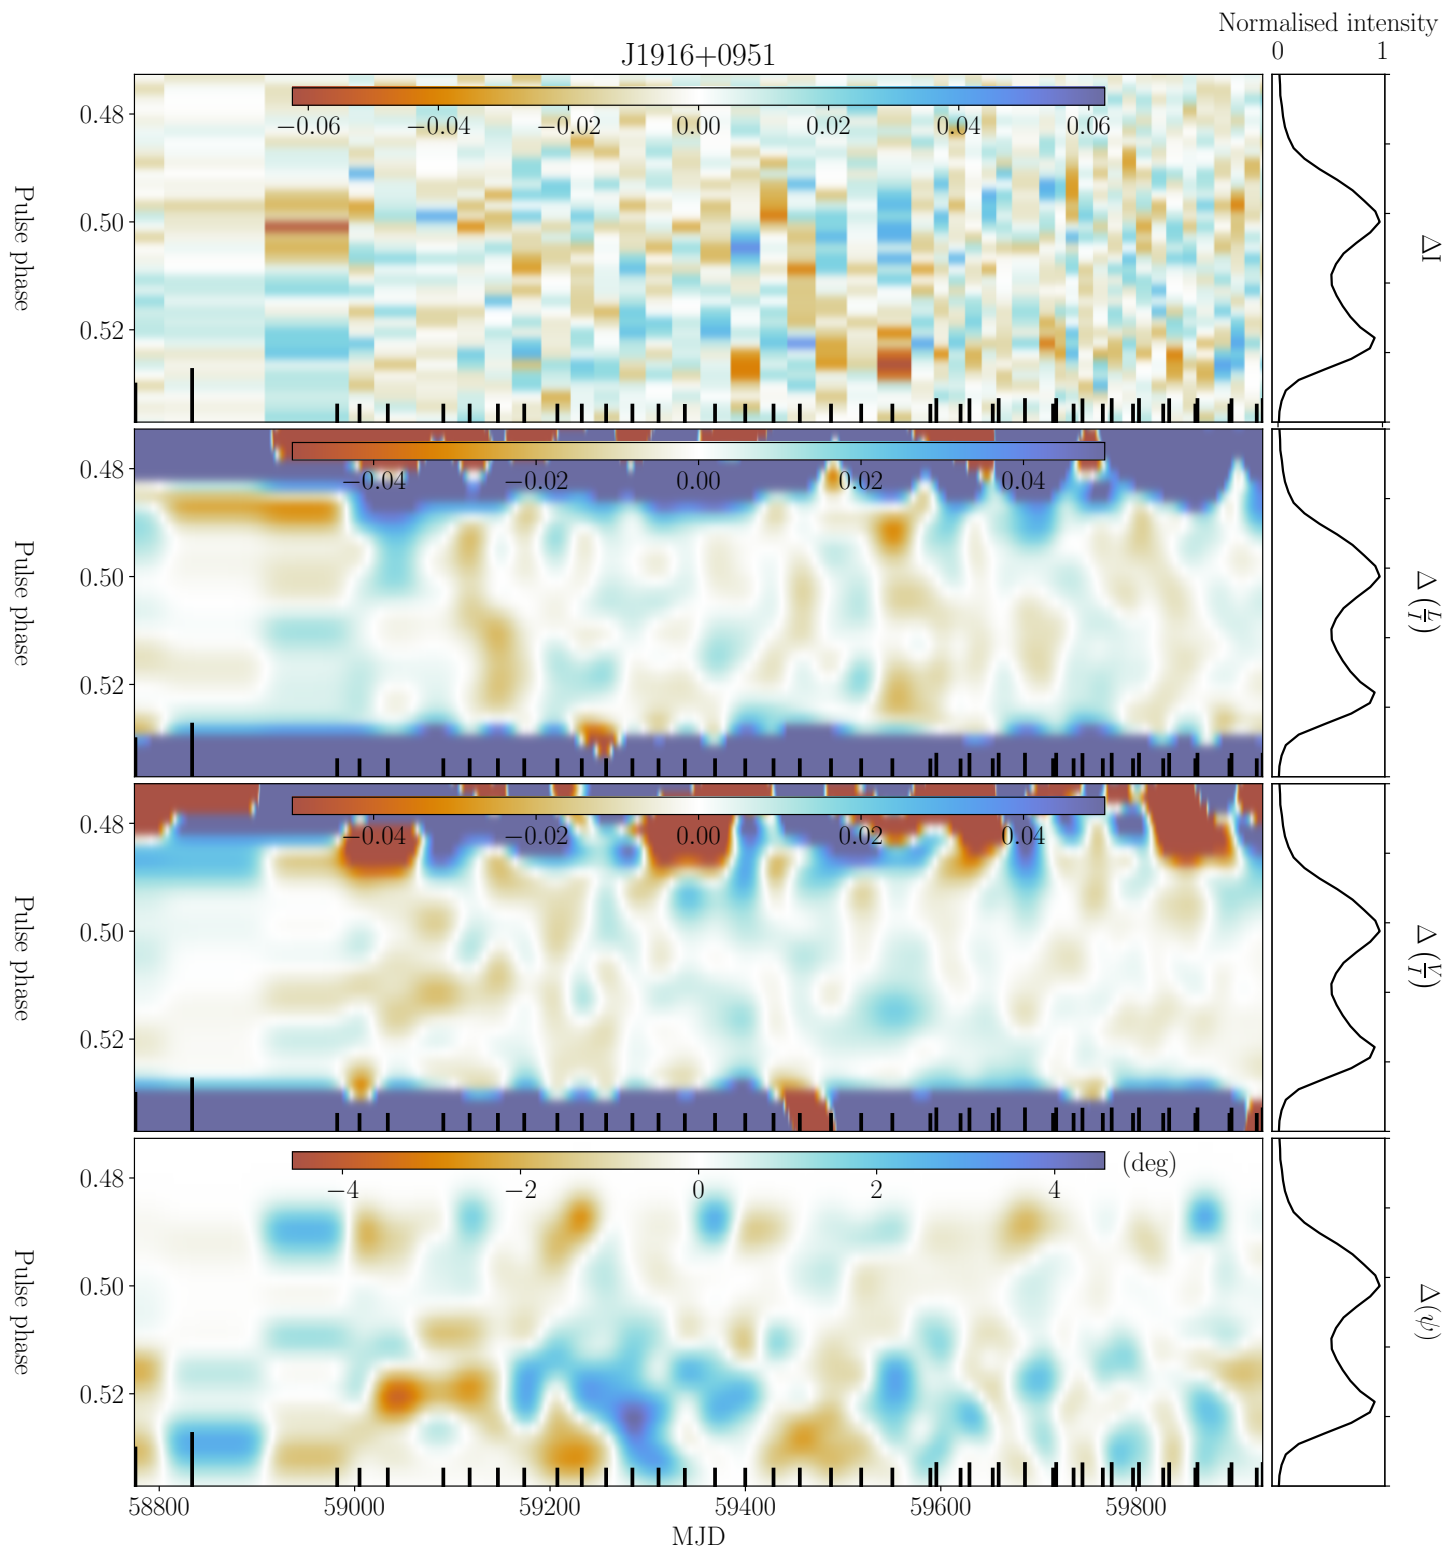 Normalised intensity
J1916+0951
0 1
−0.06 −0.04 −0.02 0.00 0.02 0.04 0.06
0.48
0.50
0.52
Pulse phase
ΔI
−0.04 −0.02 0.00 0.02 0.04
0.48
0.50
0.52
Pulse phase
Δ(L/I)
−0.04 −0.02 0.00 0.02 0.04
0.48
0.50
0.52
Pulse phase
Δ(V/I)
−4 −2 0 2 4 (deg)
0.48
0.50
0.52
Pulse phase
Δ(ψ)
58800 59000 59200 59400 59600 59800
MJD